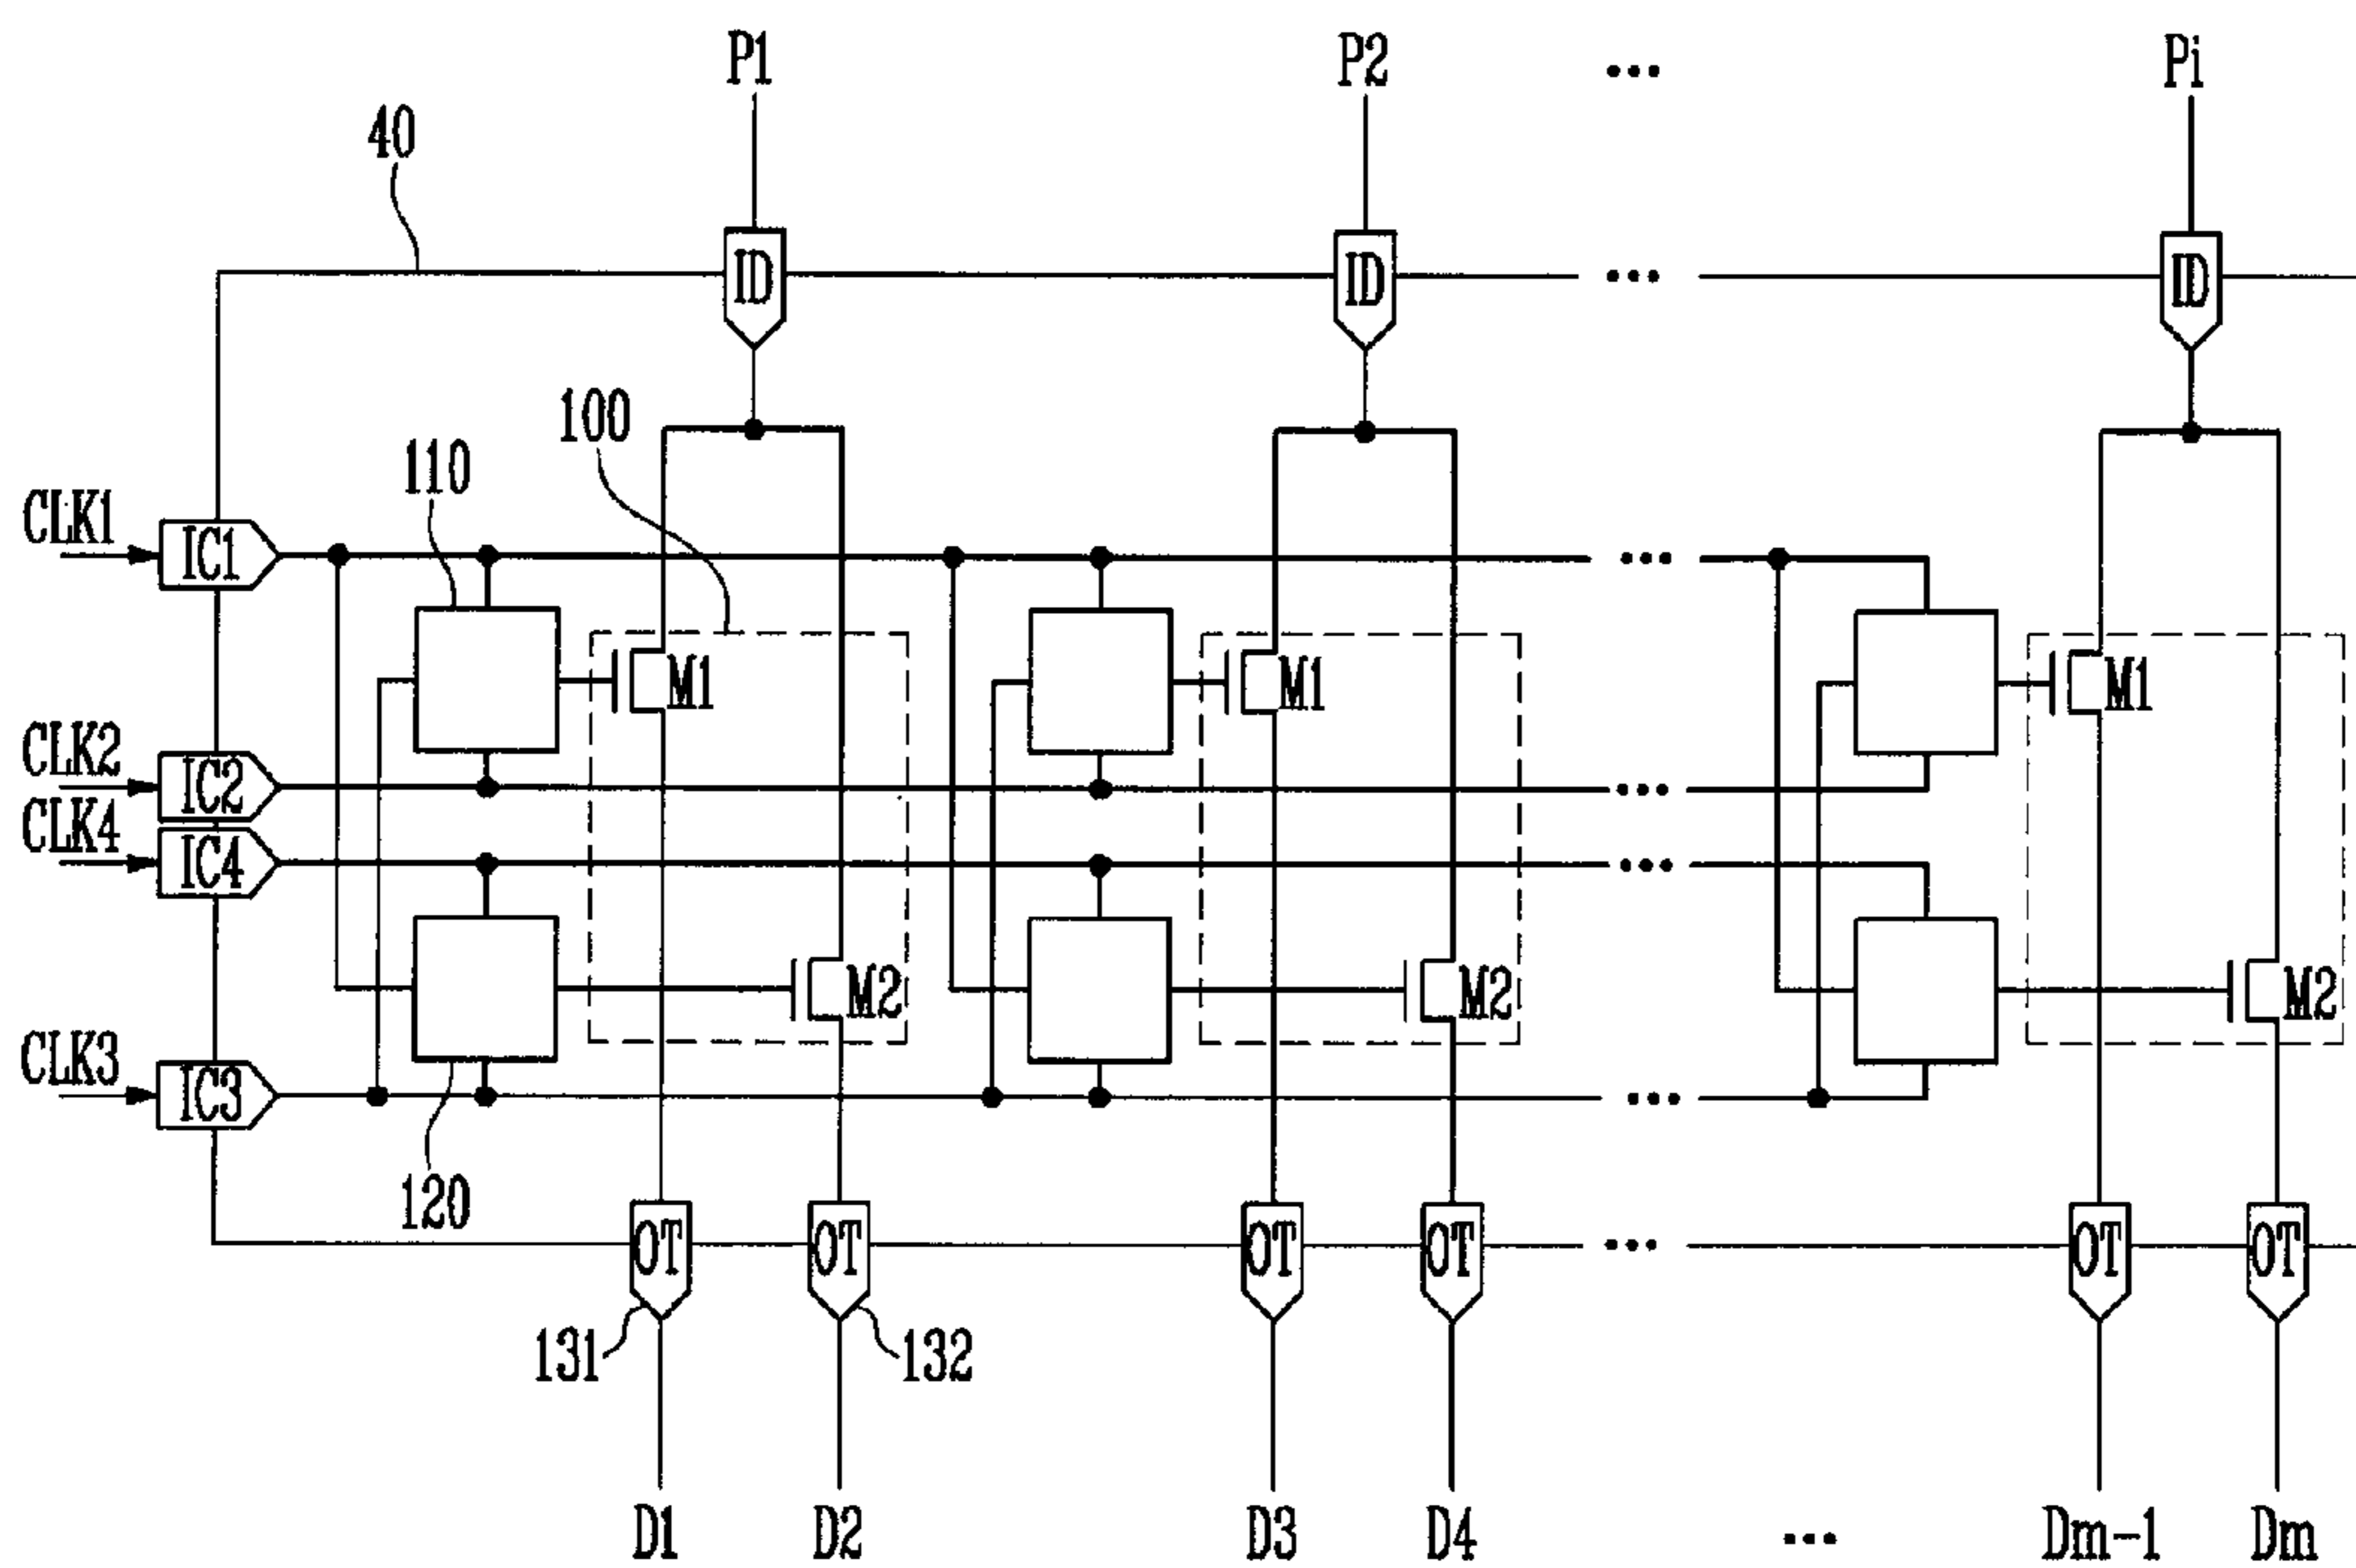 P1 P2 ... Pi
40
ID ID ... ID
100
110
CLK1 IC1 ...
M1 M1 M1
CLK2 IC2 ...
CLK4 IC4 ...
M2 M2 M2
CLK3 IC3 ...
120
OT OT OT OT ... OT OT
131 132
D1 D2 D3 D4 ... Dm-1 Dm